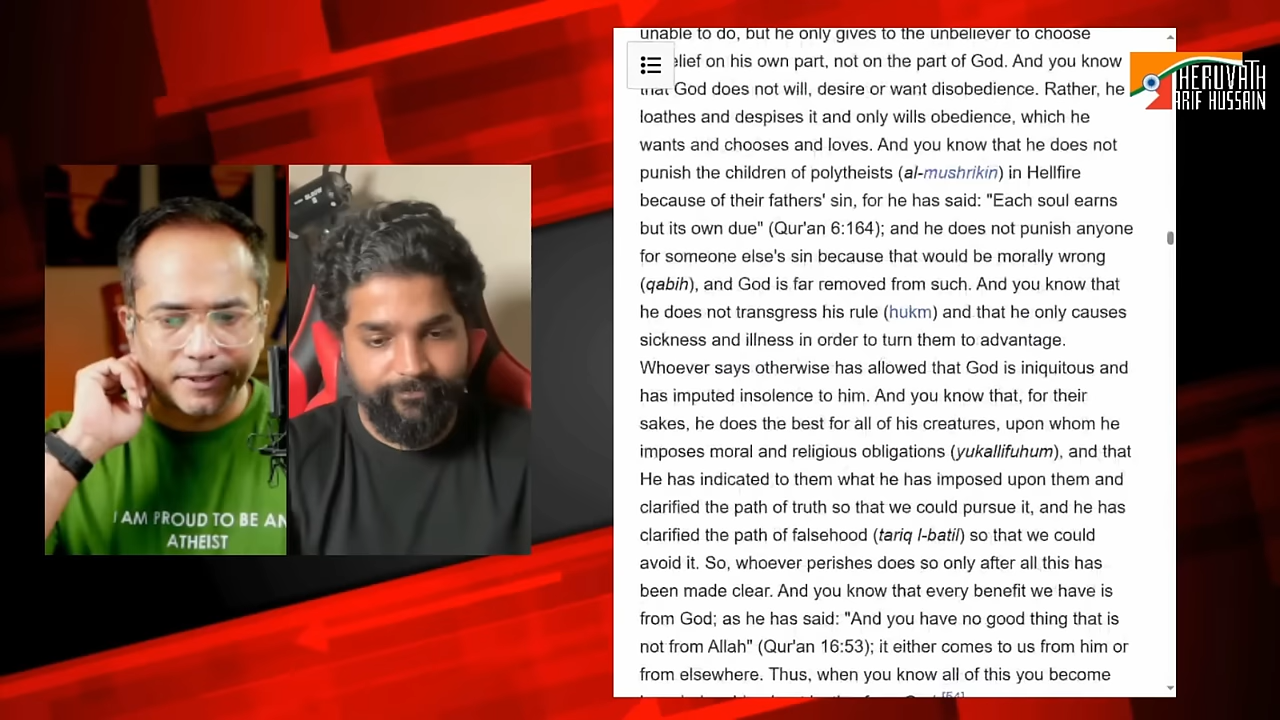 unable to do, but he only gives to the unbeliever to choose
elief on his own part, not on the part of God. And you know
that God does not will, desire or want disobedience. Rather, he
loathes and despises it and only wills obedience, which he
wants and chooses and loves. And you know that he does not
punish the children of polytheists (al-mushrikin) in Hellfire
because of their fathers' sin, for he has said: "Each soul earns
but its own due" (Qur'an 6:164); and he does not punish anyone
for someone else's sin because that would be morally wrong
(qabih), and God is far removed from such. And you know that
he does not transgress his rule (hukm) and that he only causes
sickness and illness in order to turn them to advantage.
Whoever says otherwise has allowed that God is iniquitous and
has imputed insolence to him. And you know that, for their
sakes, he does the best for all of his creatures, upon whom he
imposes moral and religious obligations (yukallifuhum), and that
He has indicated to them what he has imposed upon them and
clarified the path of truth so that we could pursue it, and he has
clarified the path of falsehood (tariq l-batil) so that we could
avoid it. So, whoever perishes does so only after all this has
been made clear. And you know that every benefit we have is
from God; as he has said: "And you have no good thing that is
not from Allah" (Qur'an 16:53); it either comes to us from him or
from elsewhere. Thus, when you know all of this you become
[54]
HERUVATH
ARIF HUSSAIN
I AM PROUD TO BE AN
ATHEIST